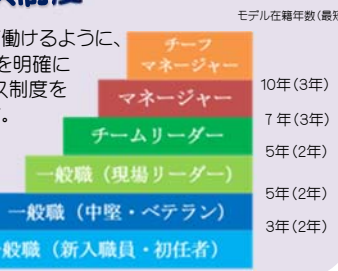 制度
モデル在籍年数(最短
働けるように、
を明確に
ス制度を
。
チーフ
マネージャー
マネージャー
チームリーダー
一般職（現場リーダー）
一般職（中堅・ベテラン）
般職（新入職員・初任者）
10年(3年)
7年(3年)
5年(2年)
5年(2年)
3年(2年)